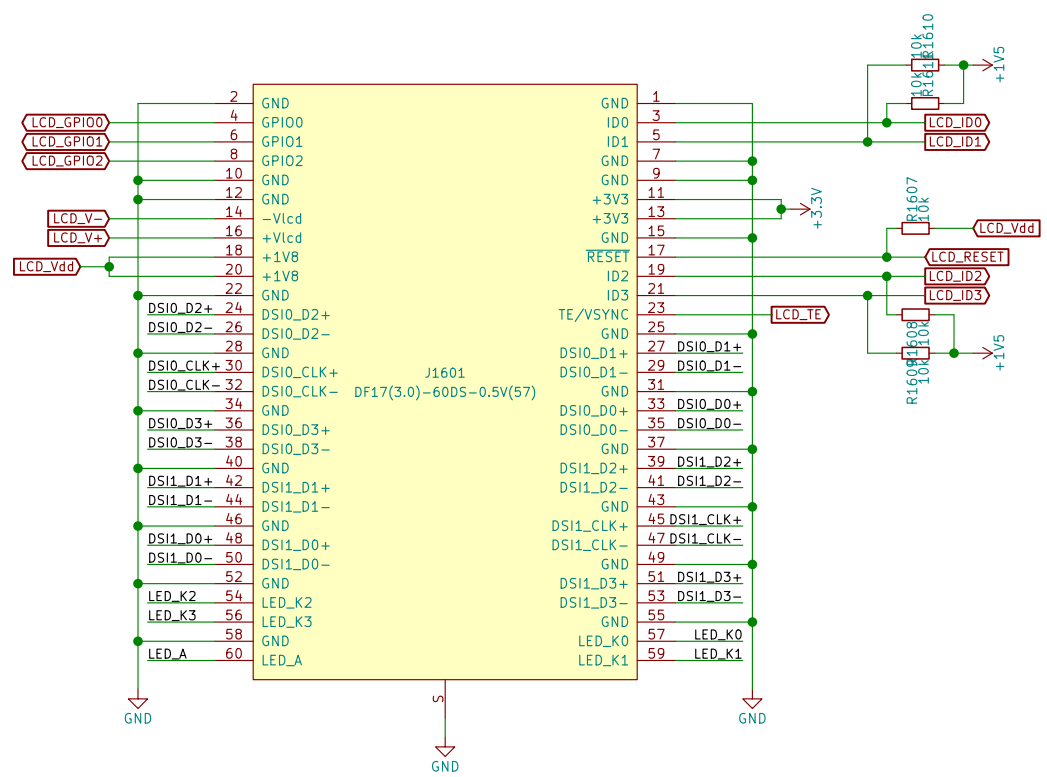 R1610
10k
+1V5
R1611
10k
2 GND GND 1
LCD_GPIO0 4 GPIO0 ID0 3 LCD_ID0
LCD_GPIO1 6 GPIO1 ID1 5 LCD_ID1
LCD_GPIO2 8 GPIO2 GND 7
10 GND GND 9
12 GND +3V3 11
+3.3V
LCD_V- 14 -Vlcd +3V3 13
R1607
10k
LCD_V+ 16 +Vlcd GND 15
LCD_Vdd
18 +1V8 RESET 17 LCD_RESET
LCD_Vdd
20 +1V8 ID2 19 LCD_ID2
22 GND ID3 21 LCD_ID3
DSI0_D2+ 24 DSI0_D2+ TE/VSYNC 23 LCD_TE
DSI0_D2- 26 DSI0_D2- GND 25
R1608
10k
+1V5
28 GND DSI0_D1+ 27 DSI0_D1+
DSI0_CLK+ 30 DSI0_CLK+ DSI0_D1- 29 DSI0_D1-
R1609
10k
J1601
DF17(3.0)-60DS-0.5V(57)
DSI0_CLK- 32 DSI0_CLK- GND 31
34 GND DSI0_D0+ 33 DSI0_D0+
DSI0_D3+ 36 DSI0_D3+ DSI0_D0- 35 DSI0_D0-
DSI0_D3- 38 DSI0_D3- GND 37
40 GND DSI1_D2+ 39 DSI1_D2+
DSI1_D1+ 42 DSI1_D1+ DSI1_D2- 41 DSI1_D2-
DSI1_D1- 44 DSI1_D1- GND 43
46 GND DSI1_CLK+ 45 DSI1_CLK+
DSI1_D0+ 48 DSI1_D0+ DSI1_CLK- 47 DSI1_CLK-
DSI1_D0- 50 DSI1_D0- GND 49
52 GND DSI1_D3+ 51 DSI1_D3+
LED_K2 54 LED_K2 DSI1_D3- 53 DSI1_D3-
LED_K3 56 LED_K3 GND 55
58 GND LED_K0 57 LED_K0
LED_A 60 LED_A LED_K1 59 LED_K1
S
GND
GND
GND